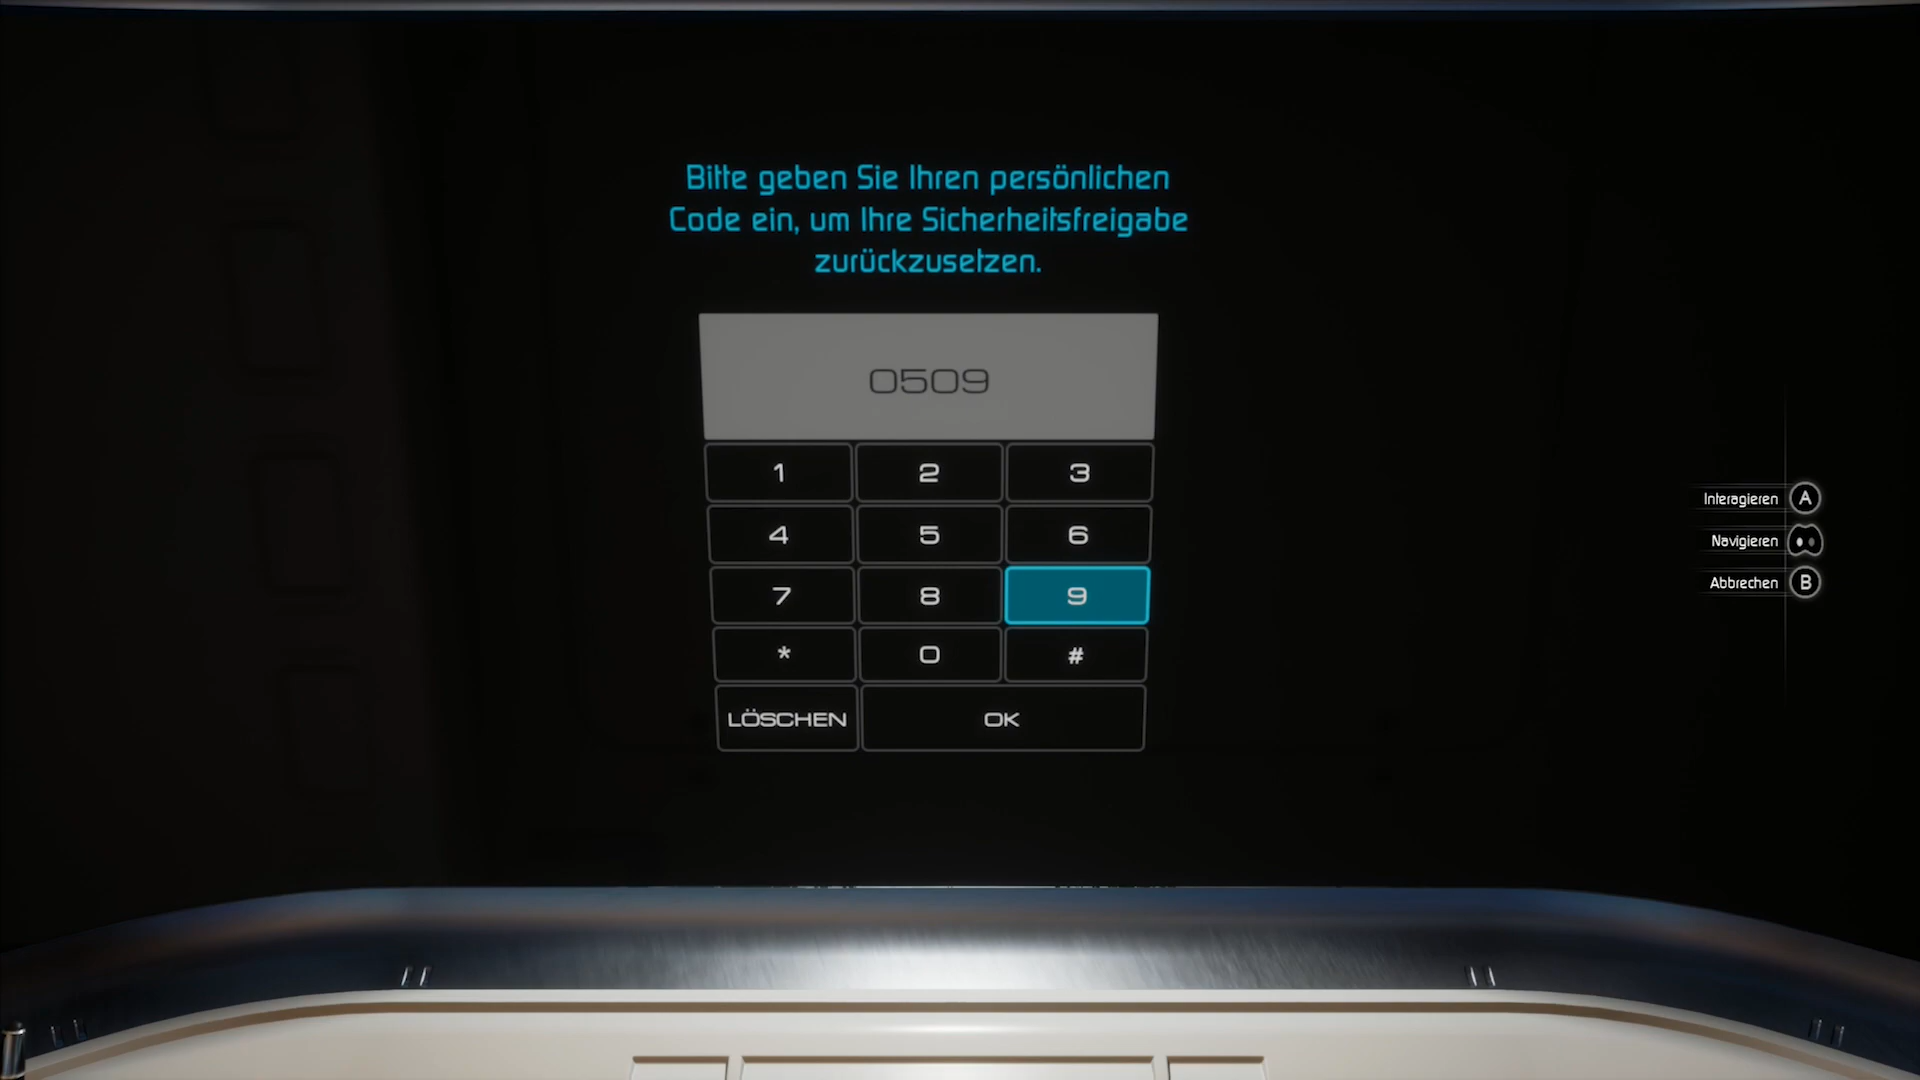 Bitte geben Sie Ihren persönlichen
Code ein, um Ihre Sicherheitsfreigabe
zurückzusetzen.
0509
1 2 3
4 5 6
7 8 9
* 0 #
LÖSCHEN OK
Interagieren A
Navigieren
Abbrechen B